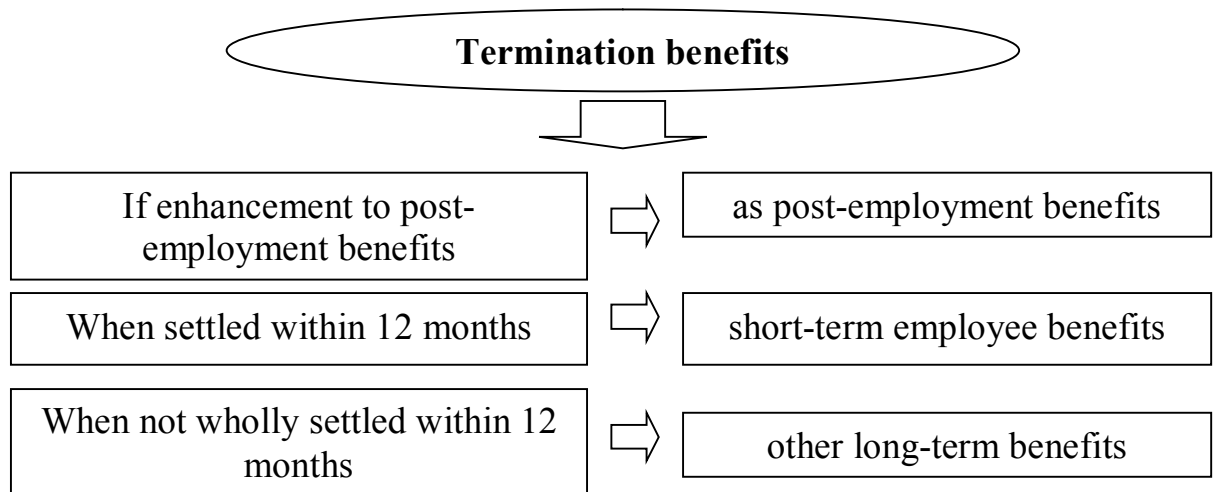 Termination benefits
If enhancement to post-
employment benefits
as post-employment benefits
When settled within 12 months
short-term employee benefits
When not wholly settled within 12
months
other long-term benefits